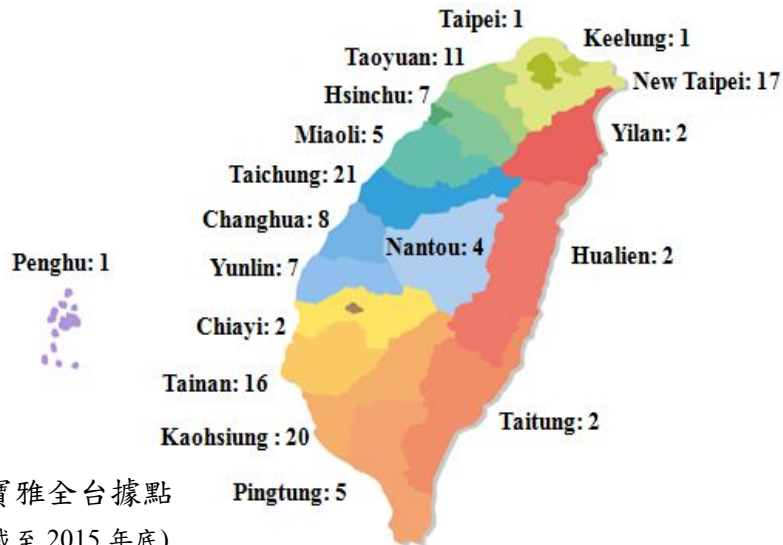 Taipei: 1
Keelung: 1
Taoyuan: 11
New Taipei: 17
Hsinchu: 7
Yilan: 2
Miaoli: 5
Taichung: 21
Changhua: 8
Nantou: 4
Hualien: 2
Penghu: 1
Yunlin: 7
Chiayi: 2
Tainan: 16
Taitung: 2
Kaohsiung : 20
Pingtung: 5
寶雅全台據點
截至 2015 年底)